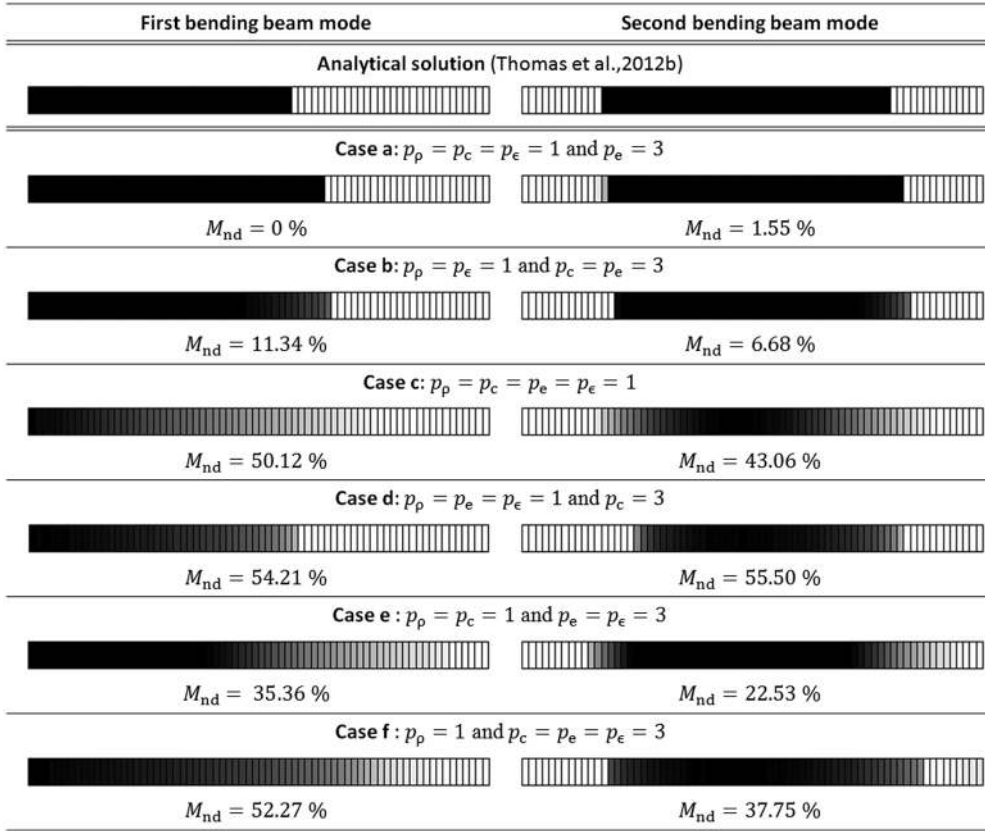 First bending beam mode Second bending beam mode
Analytical solution (Thomas et al.,2012b)
Case a: pρ = pc = pϵ = 1 and pe = 3
Mnd = 0 % Mnd = 1.55 %
Case b: pρ = pϵ = 1 and pc = pe = 3
Mnd = 11.34 % Mnd = 6.68 %
Case c: pρ = pc = pe = pϵ = 1
Mnd = 50.12 % Mnd = 43.06 %
Case d: pρ = pe = pϵ = 1 and pc = 3
Mnd = 54.21 % Mnd = 55.50 %
Case e : pρ = pc = 1 and pe = pϵ = 3
Mnd = 35.36 % Mnd = 22.53 %
Case f : pρ = 1 and pc = pe = pϵ = 3
Mnd = 52.27 % Mnd = 37.75 %